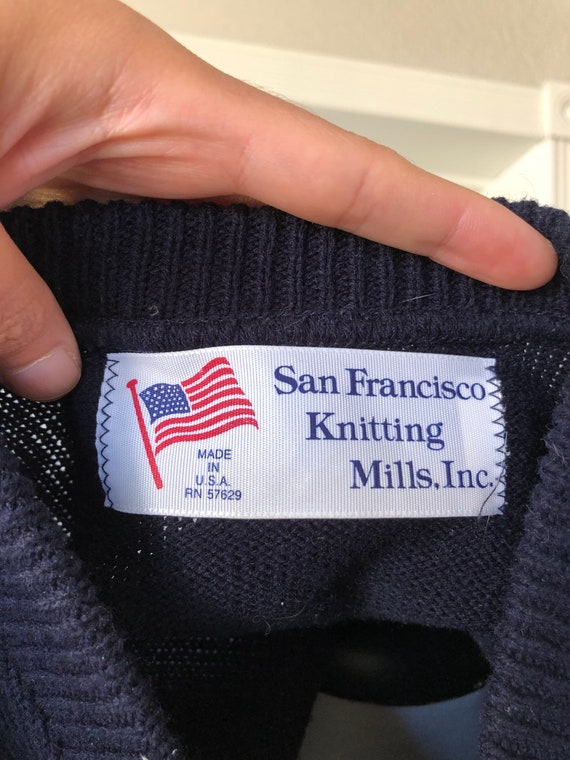 San Francisco
Knitting
Mills, Inc.
MADE
IN
U.S.A.
RN 57629